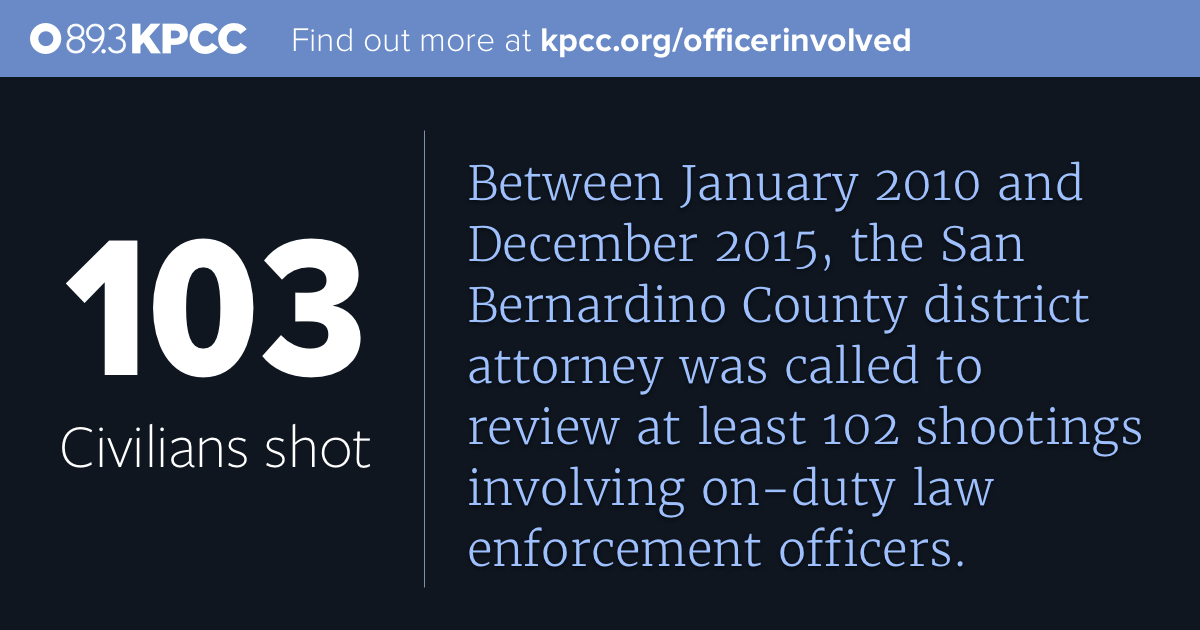 89.3 KPCC Find out more at kpcc.org/officerinvolved
103
Civilians shot
Between January 2010 and
December 2015, the San
Bernardino County district
attorney was called to
review at least 102 shootings
involving on-duty law
enforcement officers.